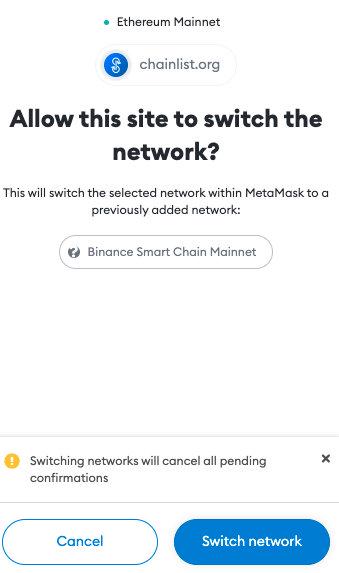 Ethereum Mainnet
chainlist.org
Allow this site to switch the
network?
This will switch the selected network within MetaMask to a
previously added network:
Binance Smart Chain Mainnet
Switching networks will cancel all pending
confirmations
Cancel
Switch network